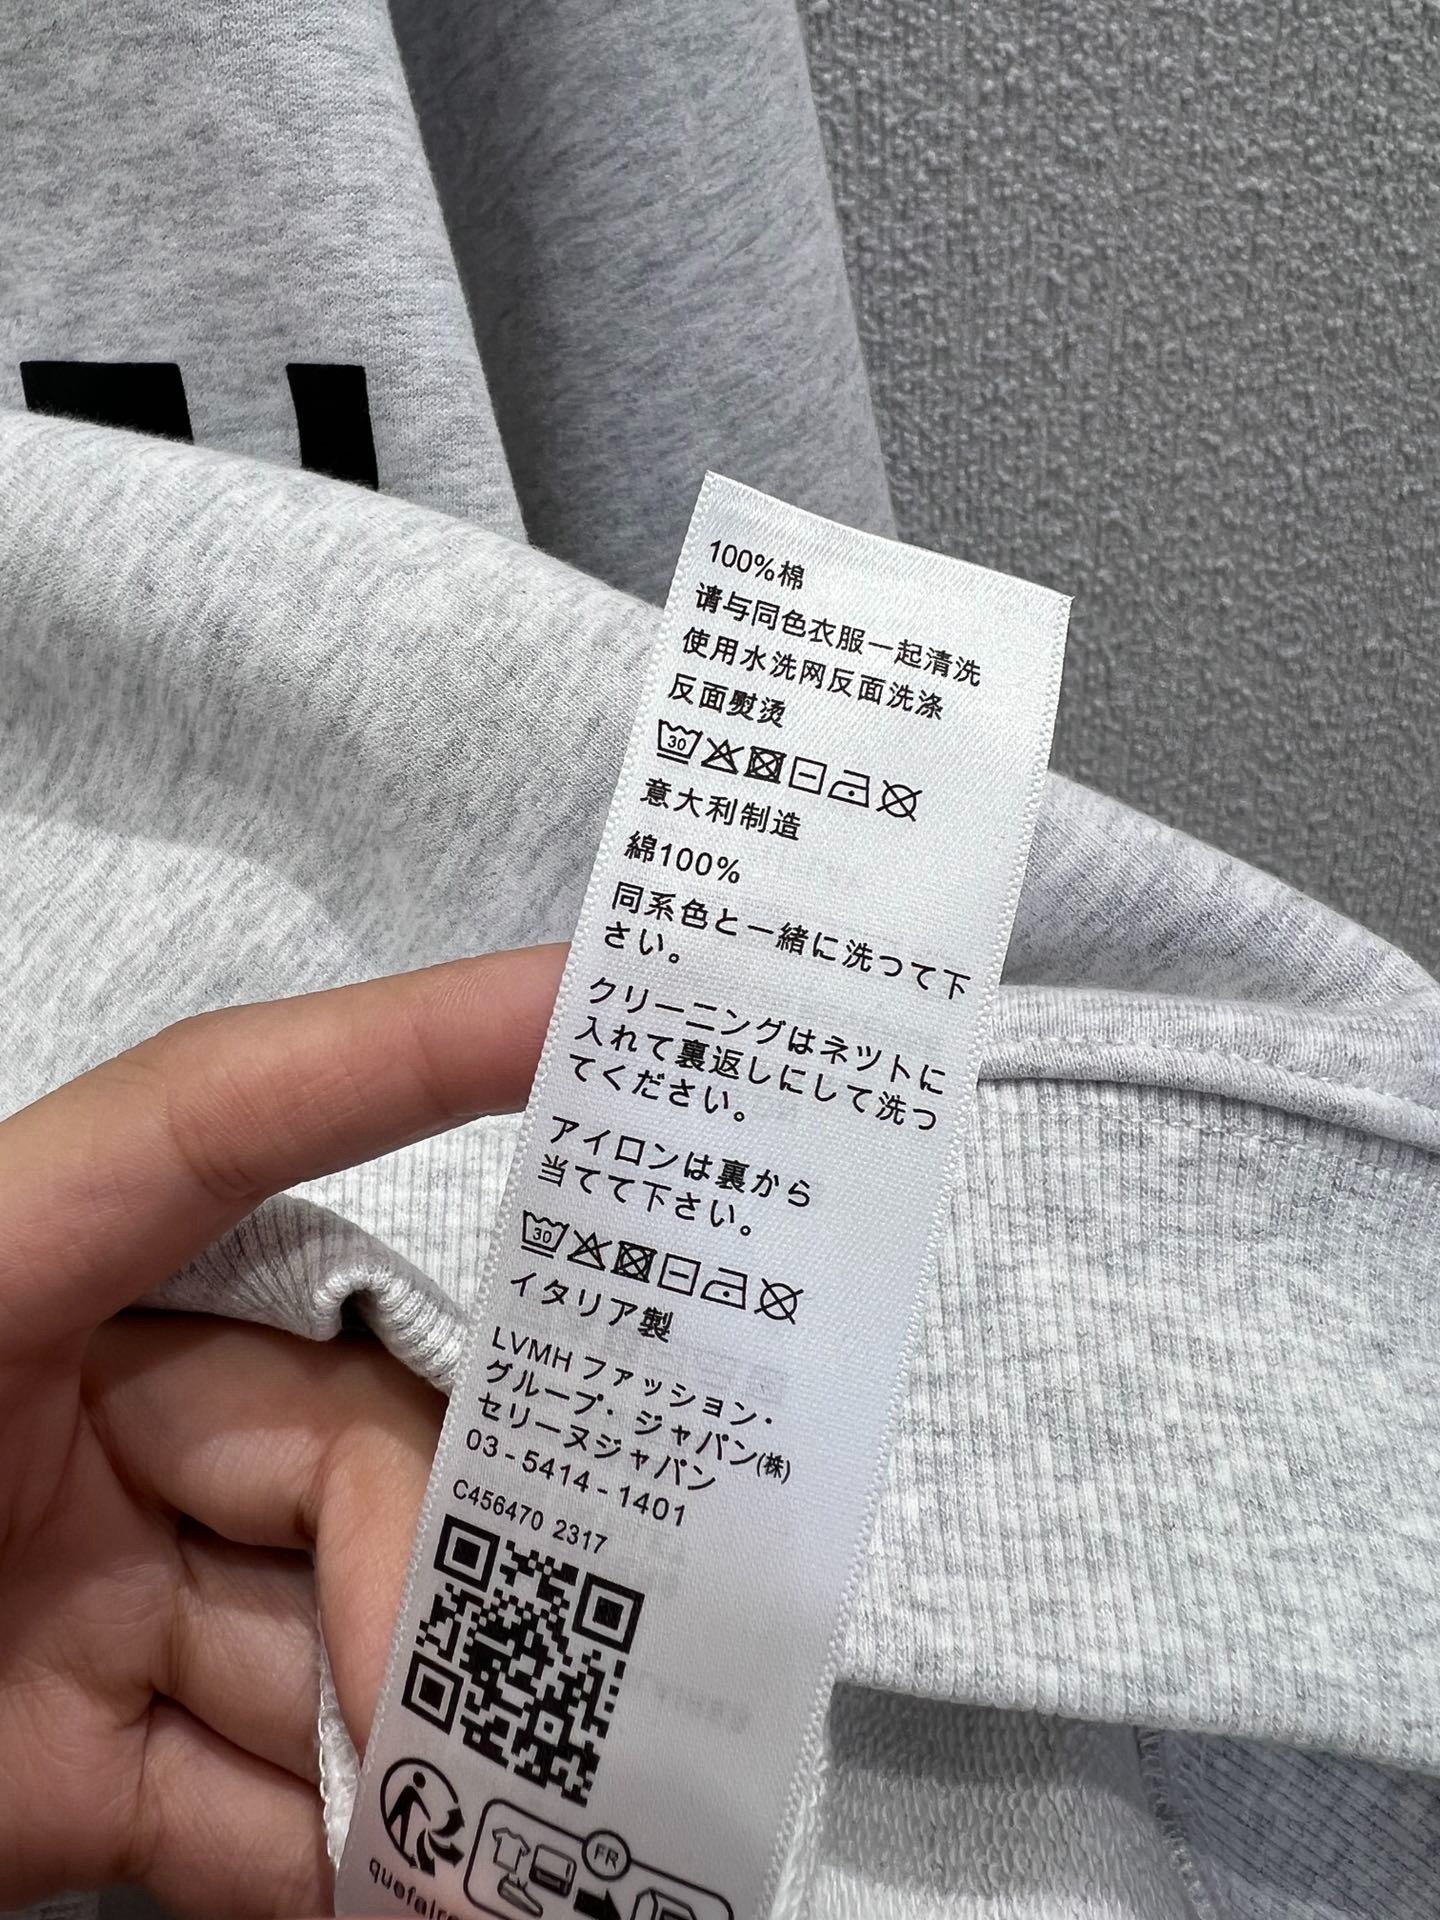 100%棉
请与同色衣服一起清洗
使用水洗网反面洗涤
反面熨烫
30
意大利制造
綿100%
同系色と一緒に洗って下
さい。
クリーニングはネットに
入れて裏返しにして洗っ
てください。
アイロンは裏から
当てて下さい。
30
イタリア製
LVMH ファッション・
グループ・ジャパン(株)
セリーヌジャパン
03-5414-1401
C456470 2317
FR
quefaire